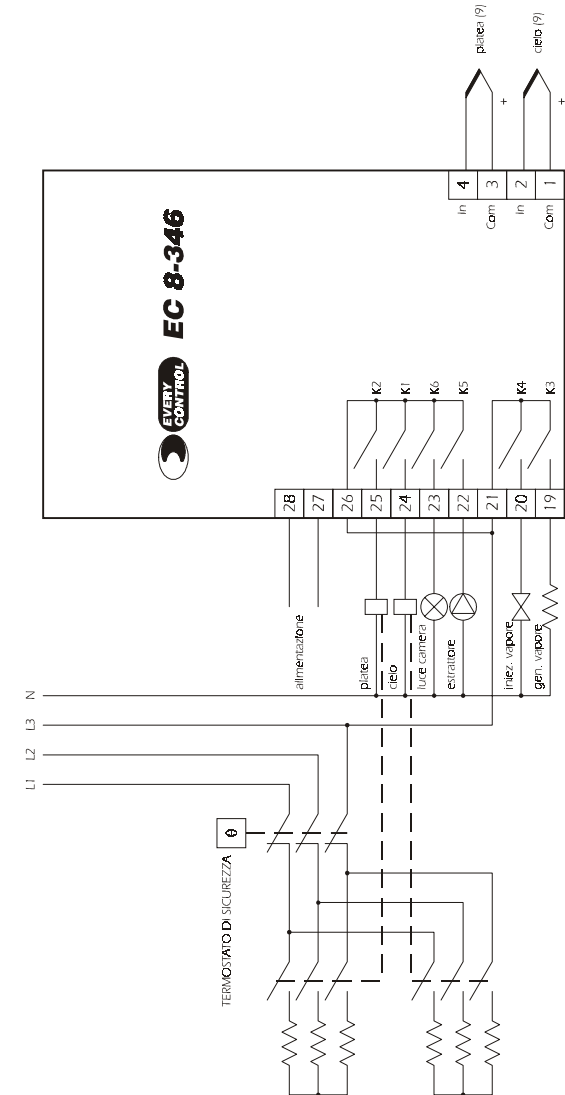 platea (9)
cielo (9)
+
+
4
3
2
1
In
Com
In
Com
EVERY
CONTROL
EC 8-346
K2
K1
K6
K5
K4
K3
28
27
26
25
24
23
22
21
20
19
alimentazione
platea
cielo
luce camera
estrattore
iniez. vapore
gen. vapore
N
L3
L2
L1
θ
TERMOSTATO DI SICUREZZA